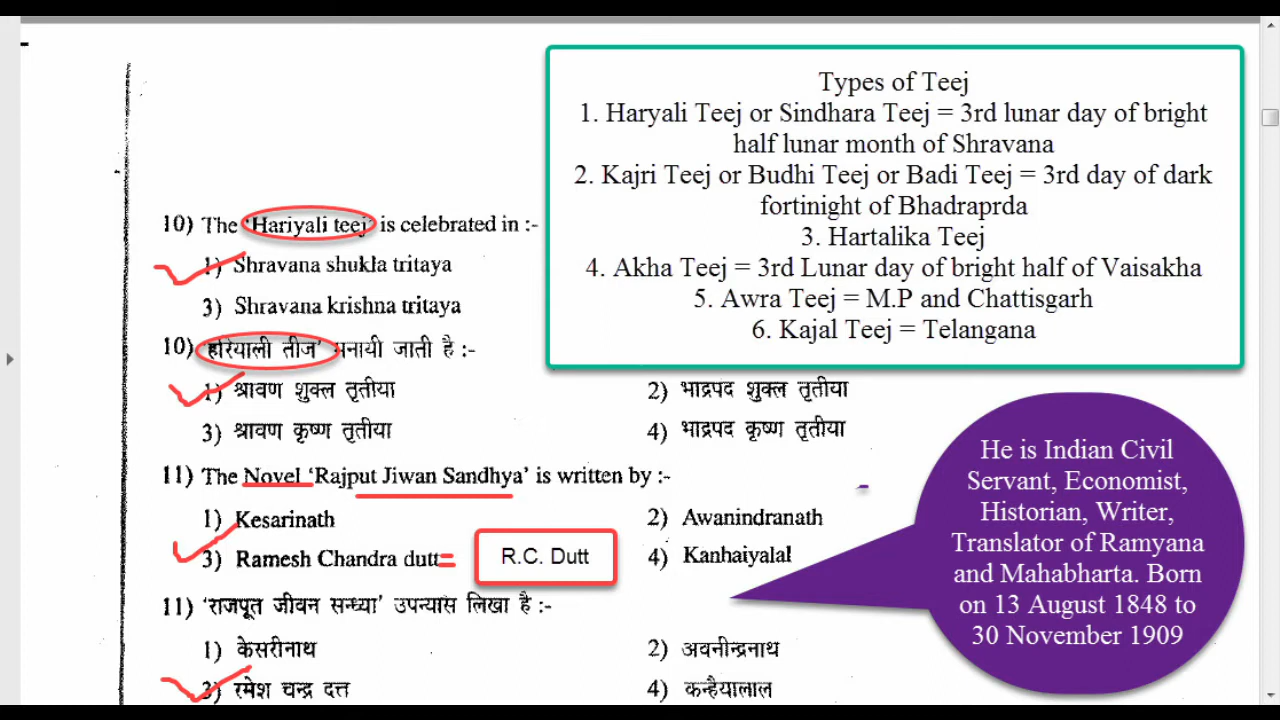 Types of Teej
1. Haryali Teej or Sindhara Teej = 3rd lunar day of bright
half lunar month of Shravana
2. Kajri Teej or Budhi Teej or Badi Teej = 3rd day of dark
fortinight of Bhadraprda
3. Hartalika Teej
4. Akha Teej = 3rd Lunar day of bright half of Vaisakha
5. Awra Teej = M.P and Chattisgarh
6. Kajal Teej = Telangana
10) The 'Hariyali teej' is celebrated in :-
1) Shravana shukla tritaya
3) Shravana krishna tritaya
10) 'हरियाली तीज' मनायी जाती है :-
1) श्रावण शुक्ल तृतीया 2) भाद्रपद शुक्ल तृतीया
3) श्रावण कृष्ण तृतीया 4) भाद्रपद कृष्ण तृतीया
11) The Novel 'Rajput Jiwan Sandhya' is written by :-
1) Kesarinath 2) Awanindranath
3) Ramesh Chandra dutt = R.C. Dutt 4) Kanhaiyalal
11) 'राजपूत जीवन सन्ध्या' उपन्यास लिखा है :-
1) केसरीनाथ 2) अवनीन्द्रनाथ
3) रमेश चन्द्र दत्त 4) कन्हैयालाल
He is Indian Civil
Servant, Economist,
Historian, Writer,
Translator of Ramyana
and Mahabharta. Born
on 13 August 1848 to
30 November 1909